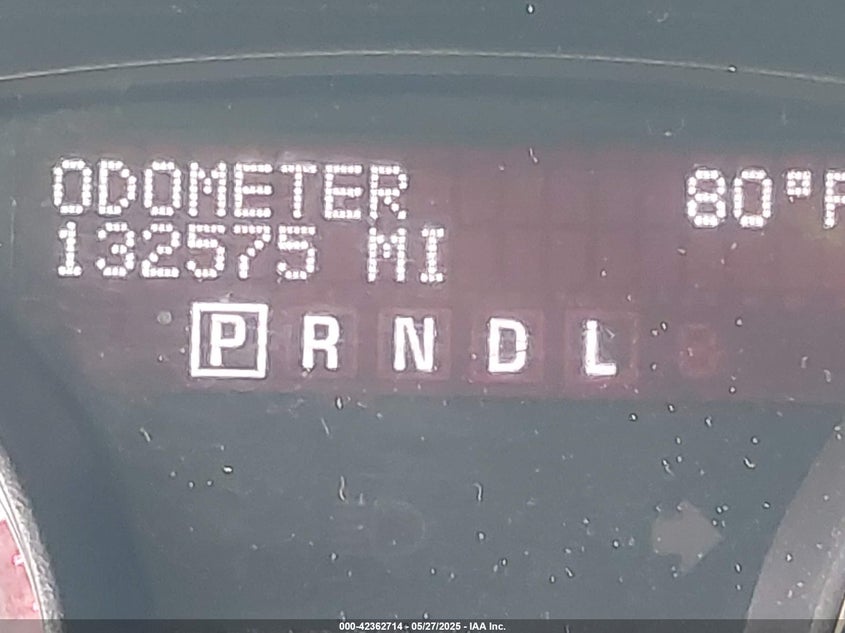 ODOMETER 80°F
132575 MI
P R N D L
000-42362714 - 05/27/2025 - IAA Inc.